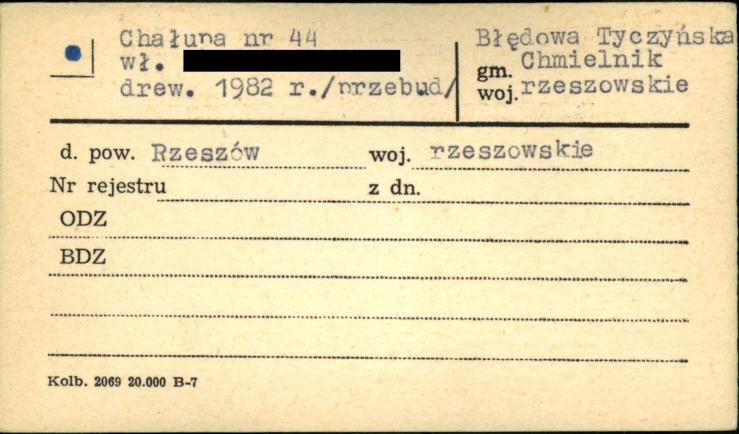 Chałupa nr 44
wł.
drew. 1982 r./przebud/
Błędowa Tyczyńska
gm. Chmielnik
woj. rzeszowskie
d. pow. Rzeszów woj. rzeszowskie
Nr rejestru z dn.
ODZ
BDZ
Kolb. 2069 20.000 B-7